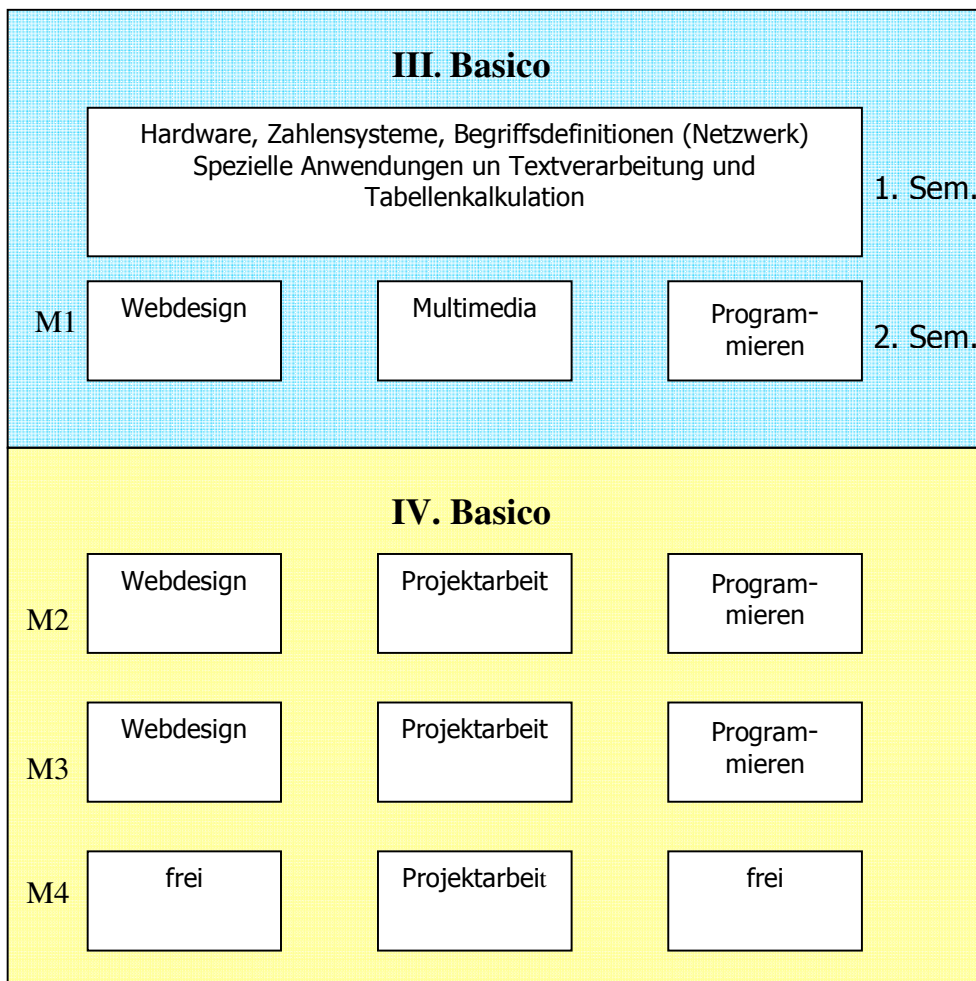 III. Basico
Hardware, Zahlensysteme, Begriffsdefinitionen (Netzwerk)
Spezielle Anwendungen un Textverarbeitung und
Tabellenkalkulation
1. Sem.
M1
Webdesign
Multimedia
Program-
mieren
2. Sem.
IV. Basico
M2
Webdesign
Projektarbeit
Program-
mieren
M3
Webdesign
Projektarbeit
Program-
mieren
M4
frei
Projektarbeit
frei